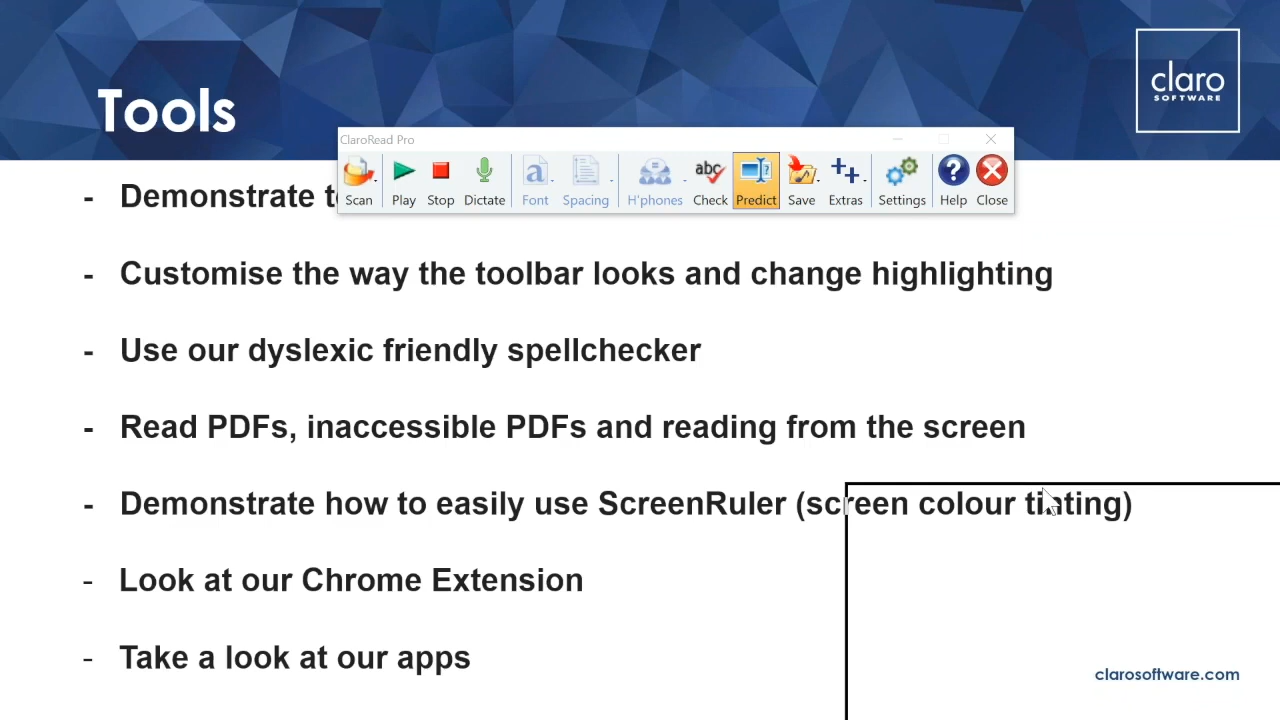 claro
SOFTWARE
Tools
ClaroRead Pro
Scan Play Stop Dictate Font Spacing H'phones Check Predict Save Extras Settings Help Close
- Demonstrate
- Customise the way the toolbar looks and change highlighting
- Use our dyslexic friendly spellchecker
- Read PDFs, inaccessible PDFs and reading from the screen
- Demonstrate how to easily use ScreenRuler (screen colour tinting)
- Look at our Chrome Extension
- Take a look at our apps
clarosoftware.com